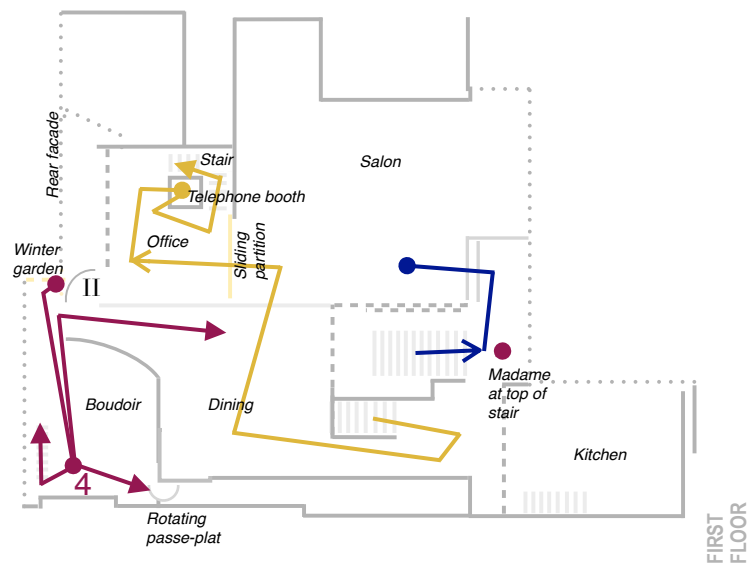 Rear facade
Stair
Salon
Telephone booth
Office
Sliding
partition
Winter
garden
II
Boudoir
Dining
Madame
at top of
stair
Kitchen
4
Rotating
passe-plat
FIRST
FLOOR